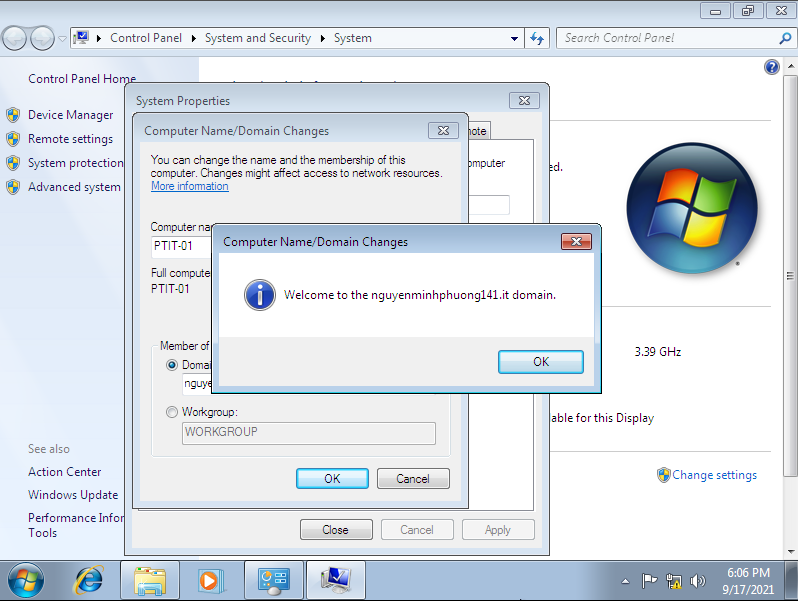 Control Panel
System and Security
System
Search Control Panel
Control Panel Home
Device Manager
Remote settings
System protection
Advanced system
System Properties
Computer Name/Domain Changes
You can change the name and the membership of this
computer. Changes might affect access to network resources.
More information
Computer na
PTIT-01
Full compute
PTIT-01
Computer Name/Domain Changes
Welcome to the nguyenminhphuong141.it domain.
OK
Member of
Domai
nguye
Workgroup:
WORKGROUP
OK
Cancel
Close
Cancel
Apply
note
omputer
ed.
3.39 GHz
lable for this Display
Change settings
See also
Action Center
Windows Update
Performance Infor
Tools
6:06 PM
9/17/2021